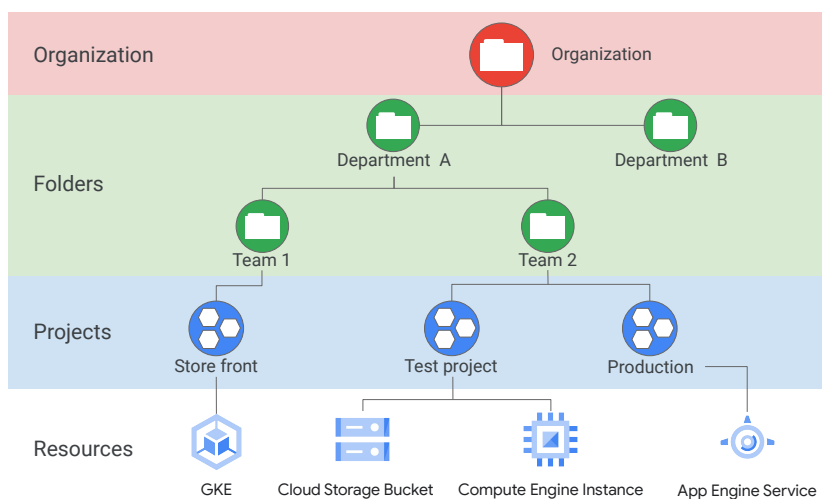 Organization
Organization
Department A
Department B
Folders
Team 1
Team 2
Projects
Store front
Test project
Production
Resources
GKE
Cloud Storage Bucket
Compute Engine Instance
App Engine Service